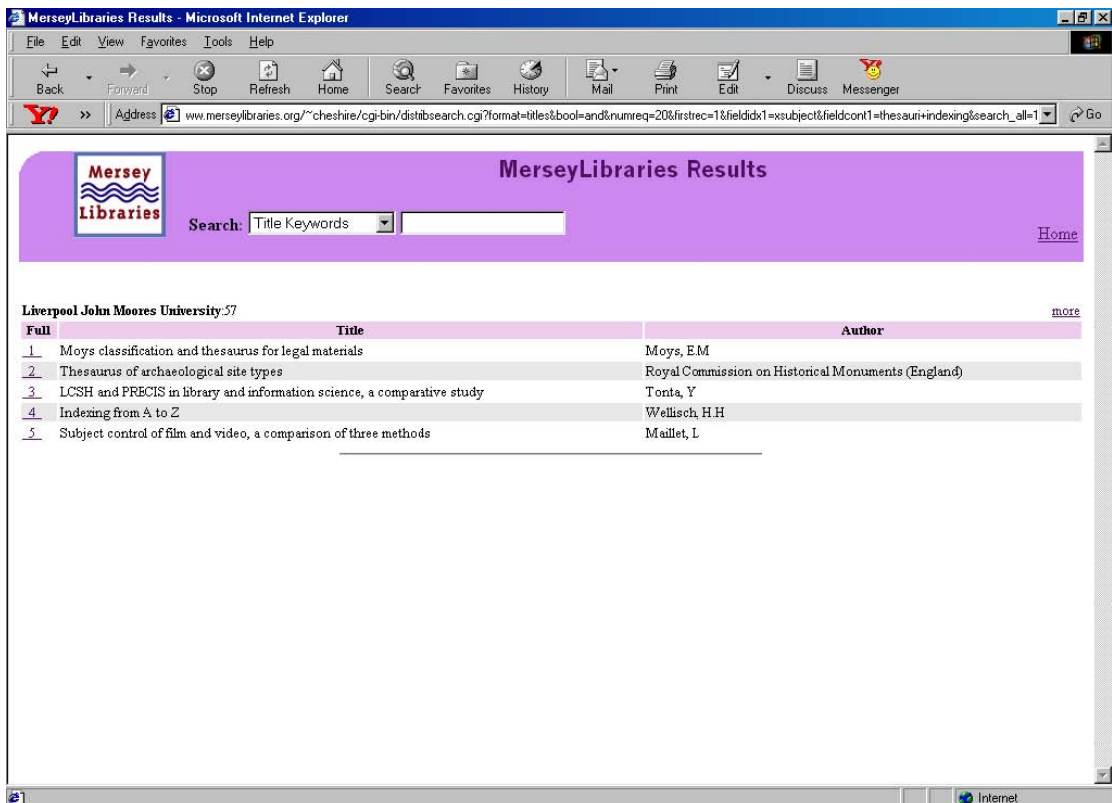 MerseyLibraries Results - Microsoft Internet Explorer
File Edit View Favorites Tools Help
Back Forward Stop Refresh Home Search Favorites History Mail Print Edit Discuss Messenger
Y? » Address ww.merseylibraries.org/~cheshire/cgi-bin/distibsearch.cgi?format=titles&bool=and&numreq=20&firstrec=1&fieldidx1=xsubject&fieldcont1=thesauri+indexing&search_all=1 Go
Mersey Libraries
MerseyLibraries Results
Search: Title Keywords
Home
Liverpool John Moores University:57 more
Full Title Author
1 Moys classification and thesaurus for legal materials Moys, E.M
2 Thesaurus of archaeological site types Royal Commission on Historical Monuments (England)
3 LCSH and PRECIS in library and information science, a comparative study Tonta, Y
4 Indexing from A to Z Wellisch, H.H
5 Subject control of film and video, a comparison of three methods Maillet, L
Internet